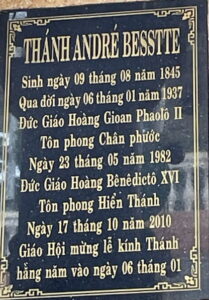 THÁNH ANDRÉ BESSTTE
Sinh ngày 09 tháng 08 năm 1845
Qua đời ngày 06 tháng 01 năm 1937
Đức Giáo Hoàng Gioan Phaolô II
Tôn phong Chân phước
Ngày 23 tháng 05 năm 1982
Đức Giáo Hoàng Bênêdictô XVI
Tôn phong Hiển Thánh
Ngày 17 tháng 10 năm 2010
Giáo Hội mừng lễ kính Thánh
hằng năm vào ngày 06 tháng 01